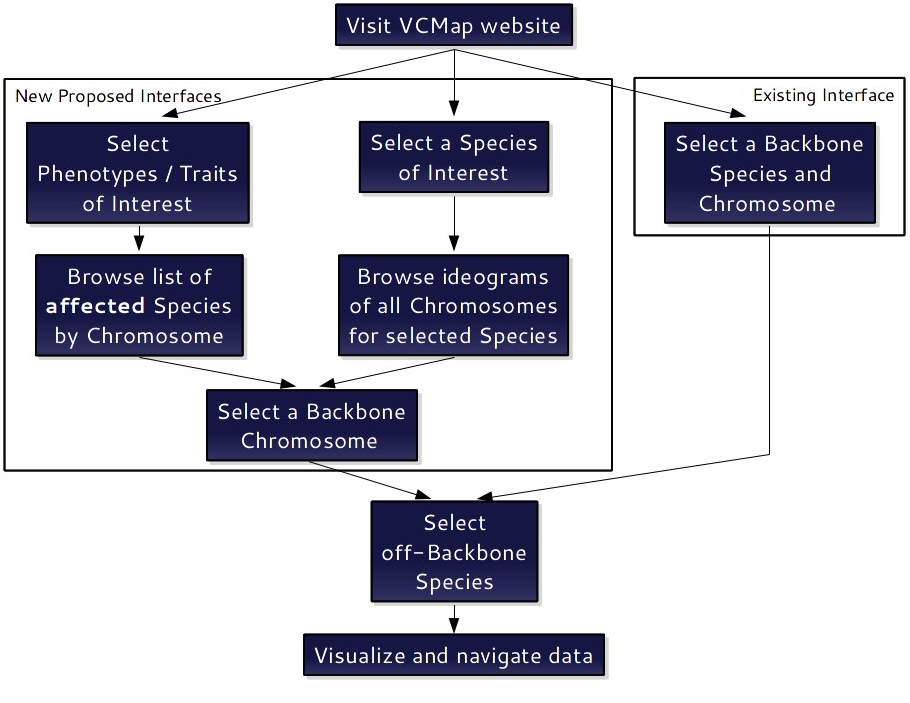 Visit VCMap website
New Proposed Interfaces
Existing Interface
Select
Phenotypes / Traits
of Interest
Select a Species
of Interest
Select a Backbone
Species and
Chromosome
Browse list of
affected Species
by Chromosome
Browse ideograms
of all Chromosomes
for selected Species
Select a Backbone
Chromosome
Select
off-Backbone
Species
Visualize and navigate data